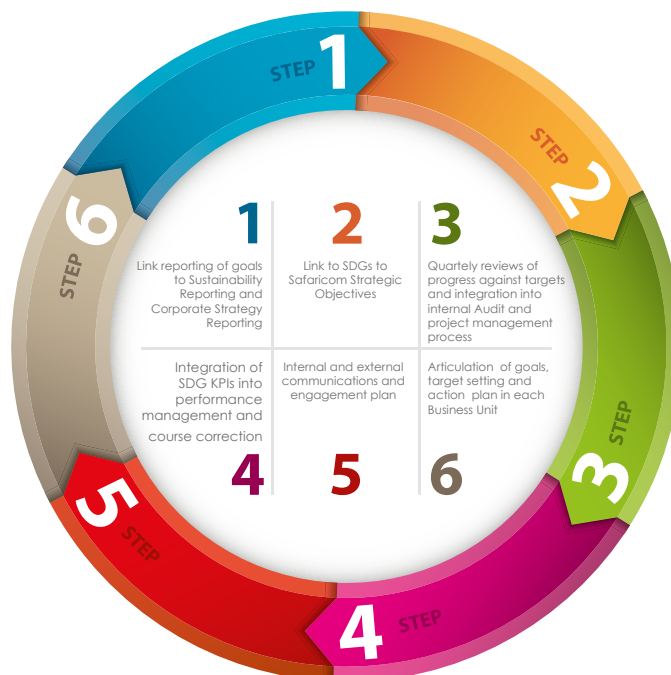 STEP 1
STEP 2
STEP 3
STEP 4
STEP 5
STEP 6
1
Link reporting of goals
to Sustainability
Reporting and
Corporate Strategy
Reporting
2
Link to SDGs to
Safaricom Strategic
Objectives
3
Quartely reviews of
progress against targets
and integration into
internal Audit and
project management
process
Integration of
SDG KPIs into
performance
management and
course correction
4
Internal and external
communications and
engagement plan
5
Articulation of goals,
target setting and
action plan in each
Business Unit
6